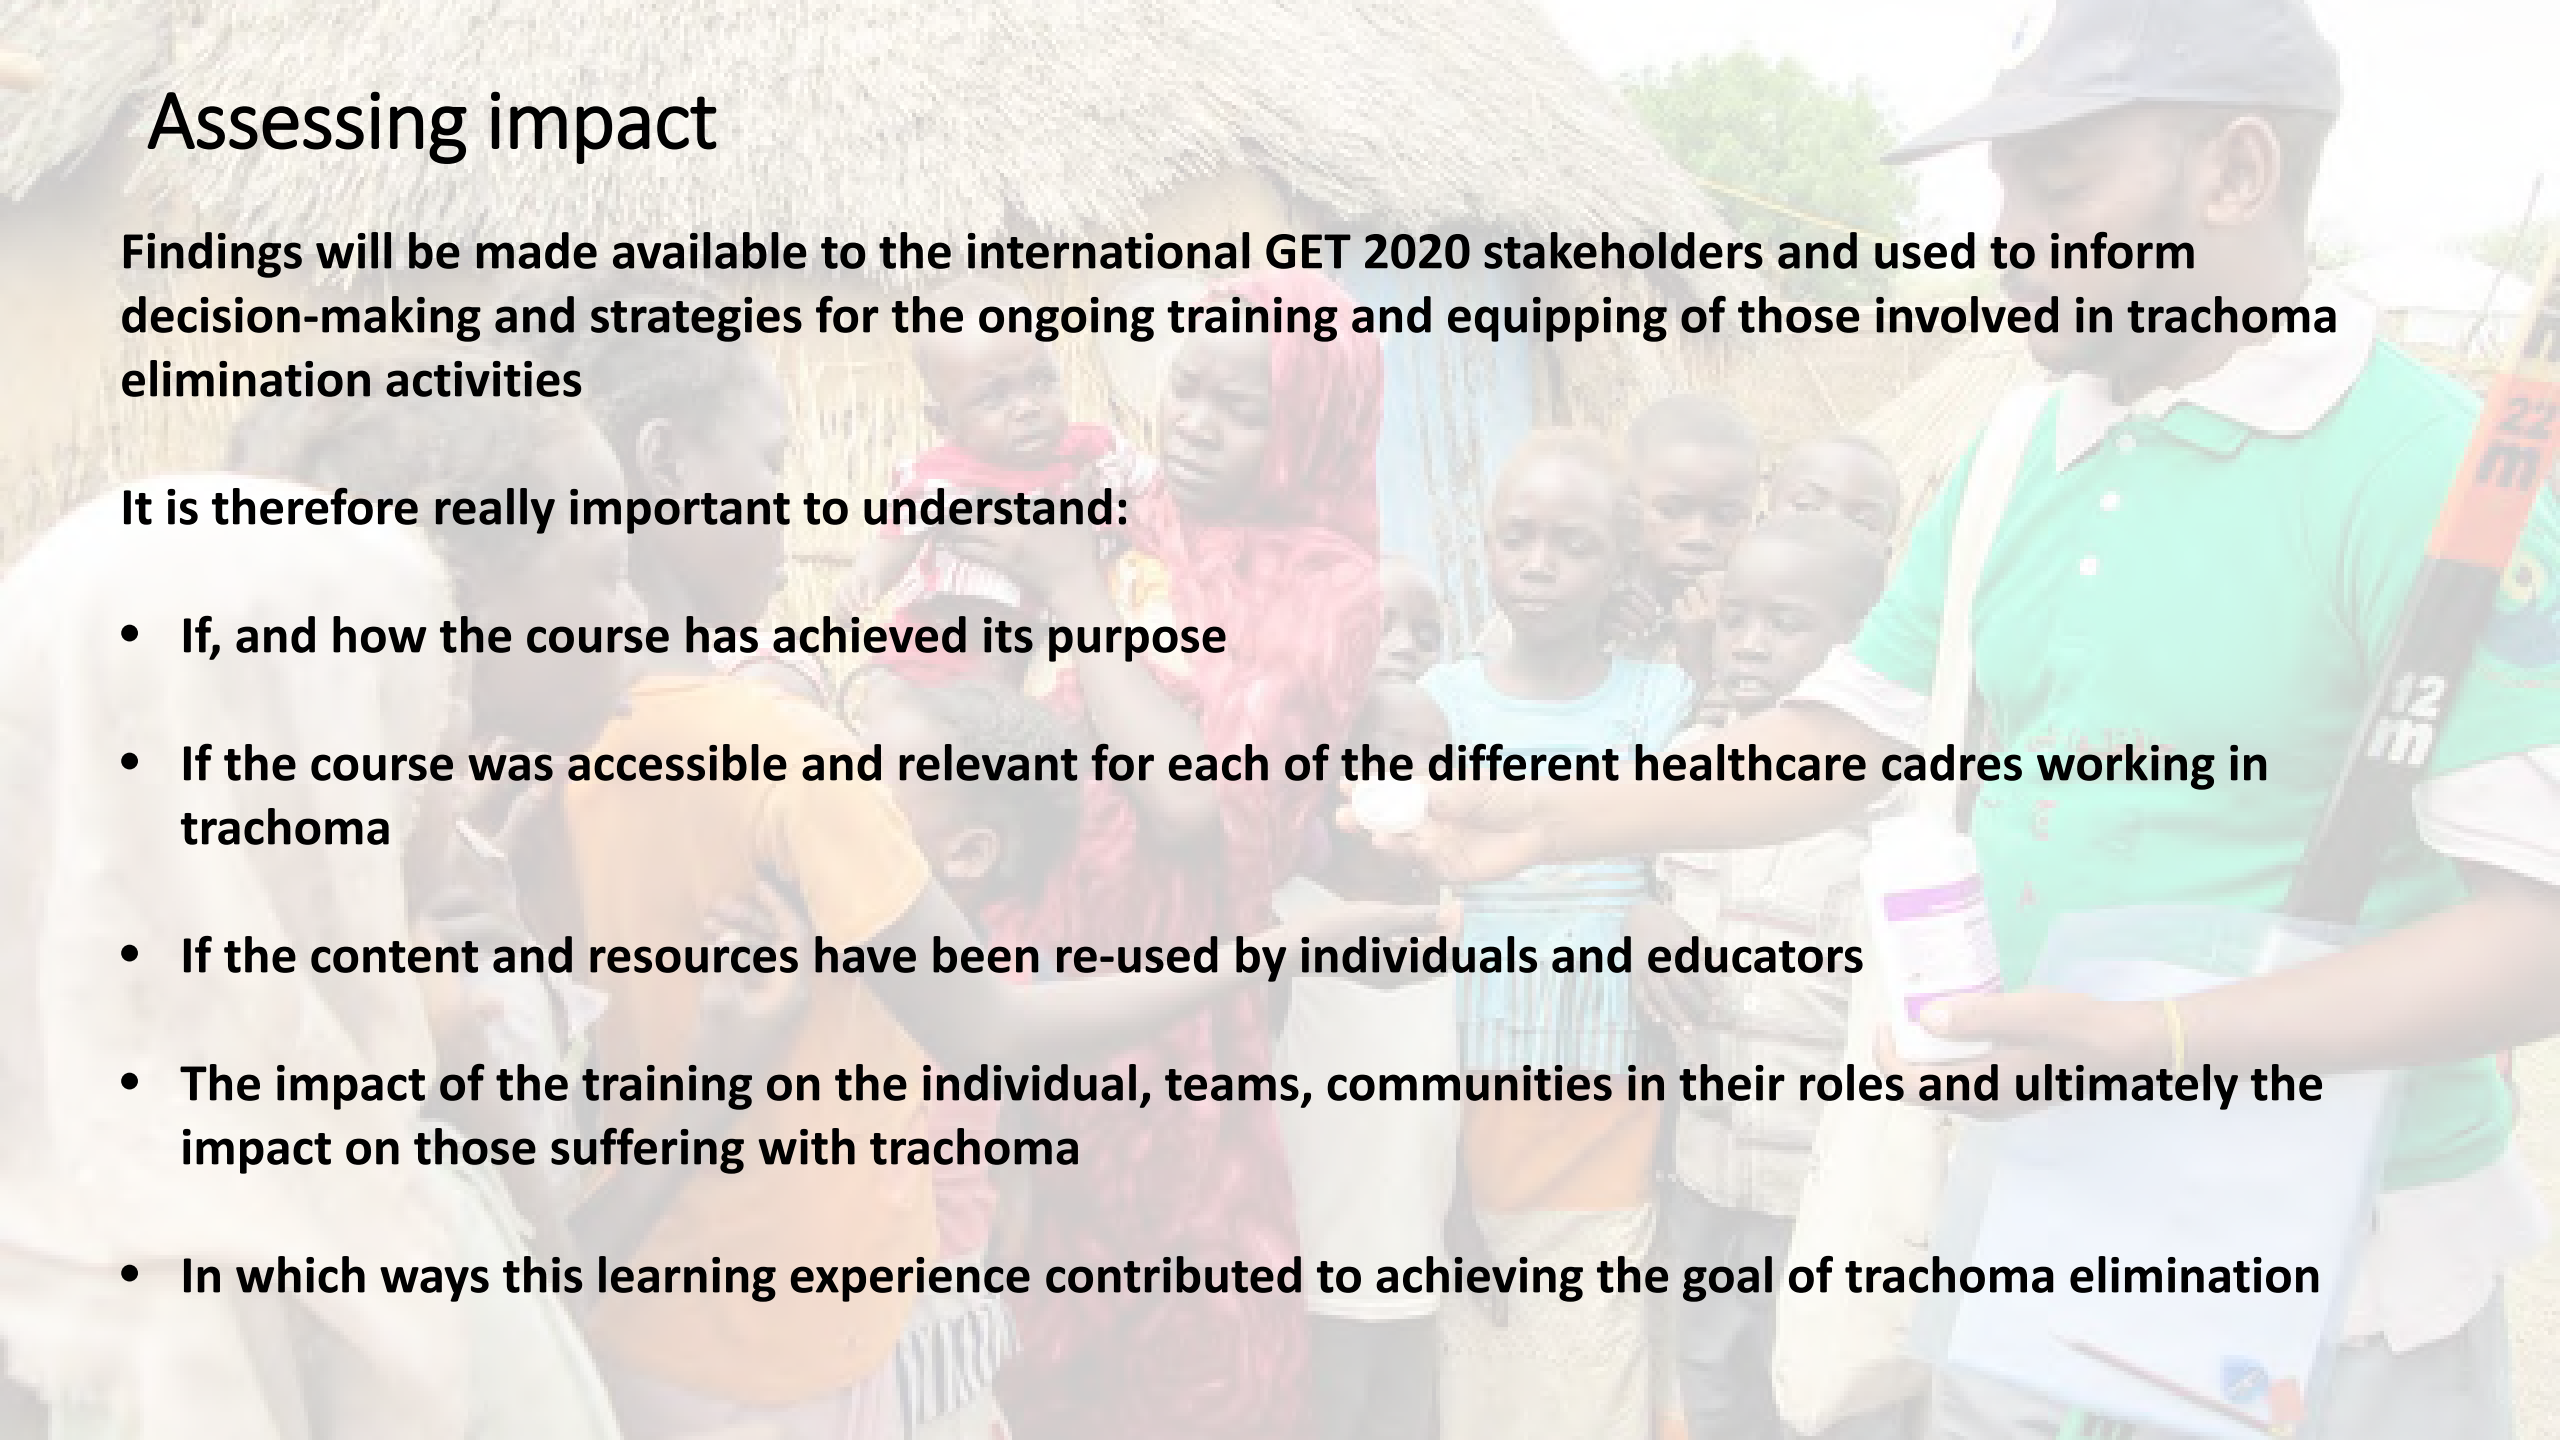 Assessing impact
Findings will be made available to the international GET 2020 stakeholders and used to inform
decision-making and strategies for the ongoing training and equipping of those involved in trachoma
elimination activities
It is therefore really important to understand:
• If, and how the course has achieved its purpose
• If the course was accessible and relevant for each of the different healthcare cadres working in
trachoma
• If the content and resources have been re-used by individuals and educators
• The impact of the training on the individual, teams, communities in their roles and ultimately the
impact on those suffering with trachoma
• In which ways this learning experience contributed to achieving the goal of trachoma elimination
22
m
12
m